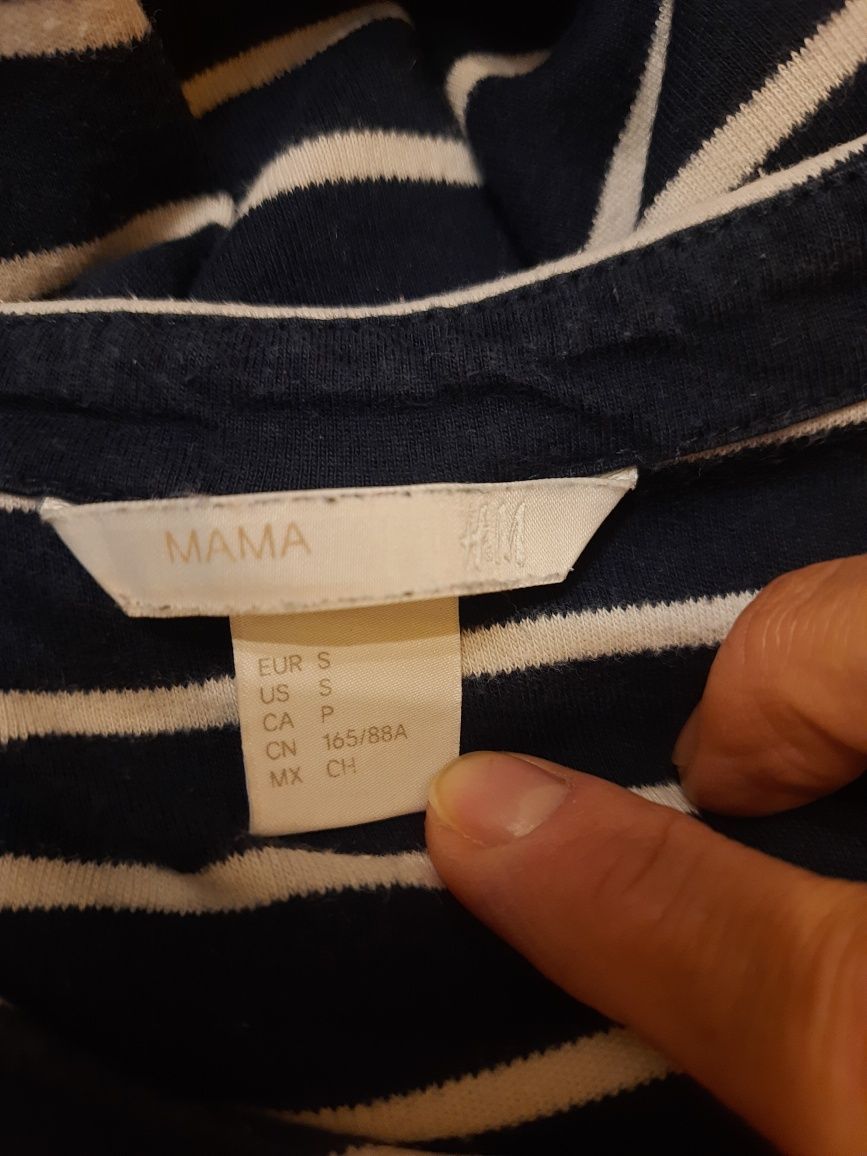 MAMA H&M
EUR S
US S
CA P
CN 165/88A
MX CH